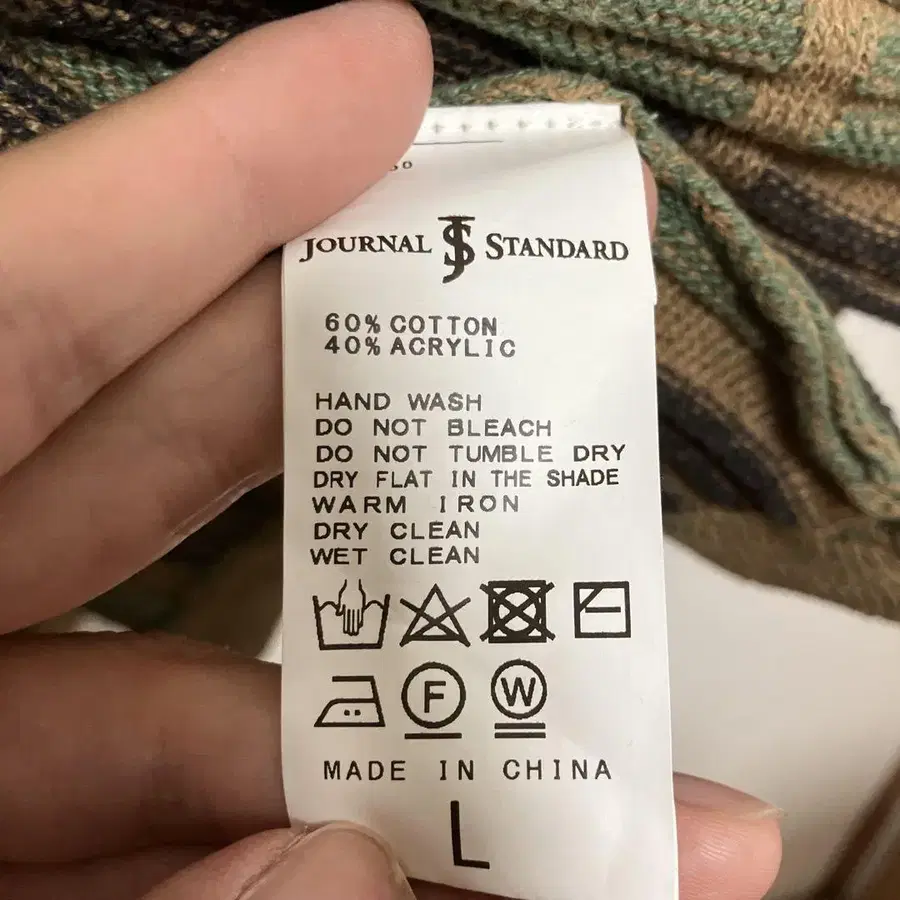 JOURNAL JS STANDARD
60% COTTON
40% ACRYLIC
HAND WASH
DO NOT BLEACH
DO NOT TUMBLE DRY
DRY FLAT IN THE SHADE
WARM IRON
DRY CLEAN
WET CLEAN
F W
MADE IN CHINA
L